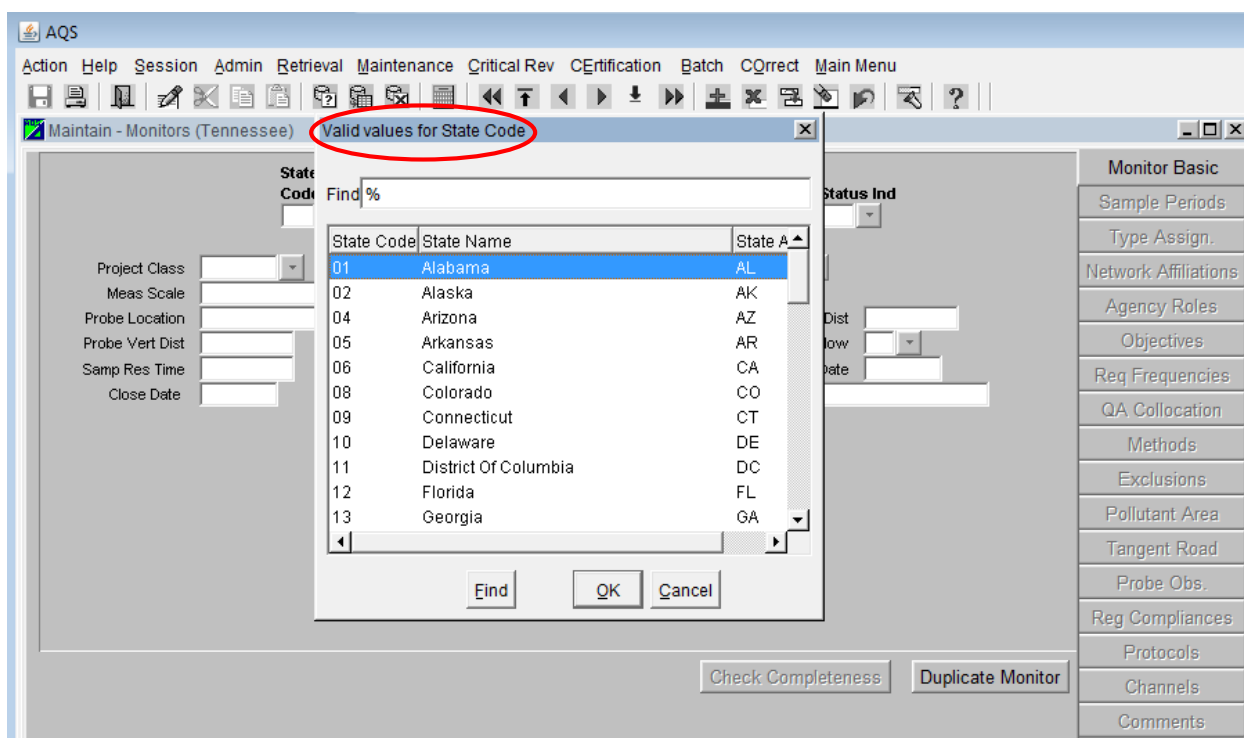 AQS
Action Help Session Admin Retrieval Maintenance Critical Rev CErtification Batch COrrect Main Menu
Maintain - Monitors (Tennessee)
Valid values for State Code
State
Code
Status Ind
Find %
State Code State Name State A
01 Alabama AL
02 Alaska AK
04 Arizona AZ
05 Arkansas AR
06 California CA
08 Colorado CO
09 Connecticut CT
10 Delaware DE
11 District Of Columbia DC
12 Florida FL
13 Georgia GA
Find OK Cancel
Project Class
Meas Scale
Probe Location
Dist
Probe Vert Dist
Samp Res Time
Close Date
Check Completeness Duplicate Monitor
Monitor Basic
Sample Periods
Type Assign.
Network Affiliations
Agency Roles
Objectives
Req Frequencies
QA Collocation
Methods
Exclusions
Pollutant Area
Tangent Road
Probe Obs.
Reg Compliances
Protocols
Channels
Comments